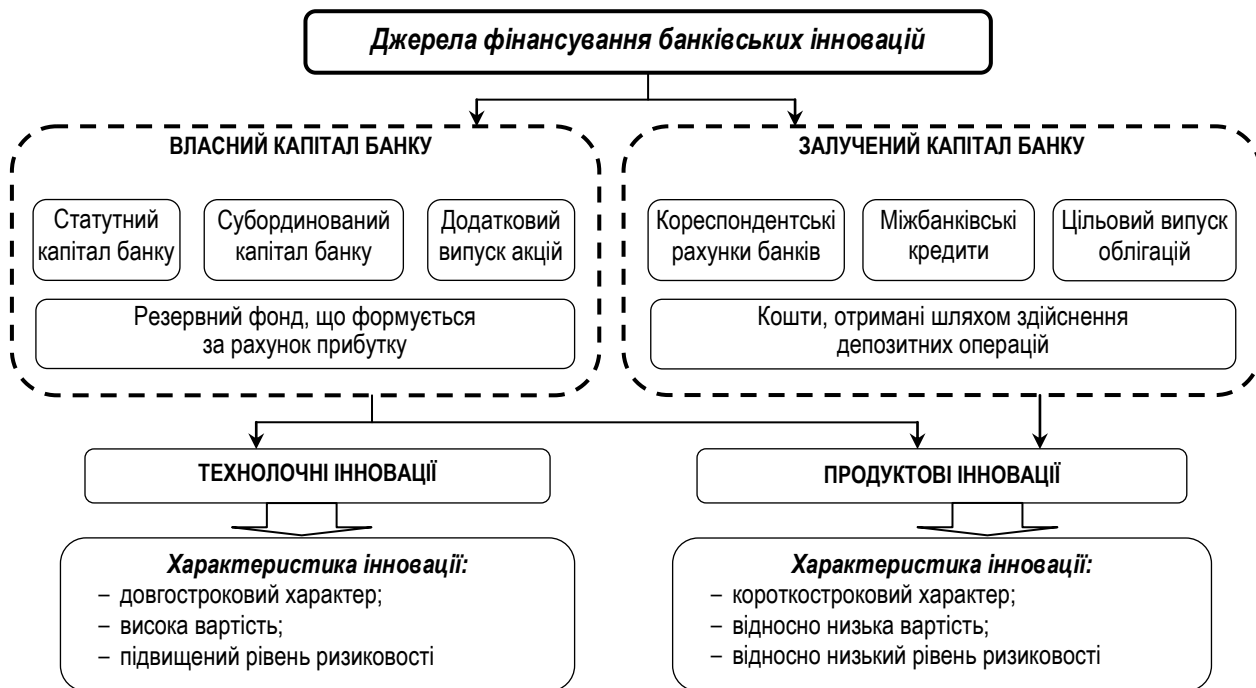 Джерела фінансування банківських інновацій
ВЛАСНИЙ КАПІТАЛ БАНКУ
Статутний
капітал банку
Субординований
капітал банку
Додатковий
випуск акцій
Резервний фонд, що формується
за рахунок прибутку
ЗАЛУЧЕНИЙ КАПІТАЛ БАНКУ
Кореспондентські
рахунки банків
Міжбанківські
кредити
Цільовий випуск
облігацій
Кошти, отримані шляхом здійснення
депозитних операцій
ТЕХНОЛОЧНІ ІННОВАЦІЇ
ПРОДУКТОВІ ІННОВАЦІЇ
Характеристика інновації:
− довгостроковий характер;
− висока вартість;
− підвищений рівень ризиковості
Характеристика інновації:
− короткостроковий характер;
− відносно низька вартість;
− відносно низький рівень ризиковості